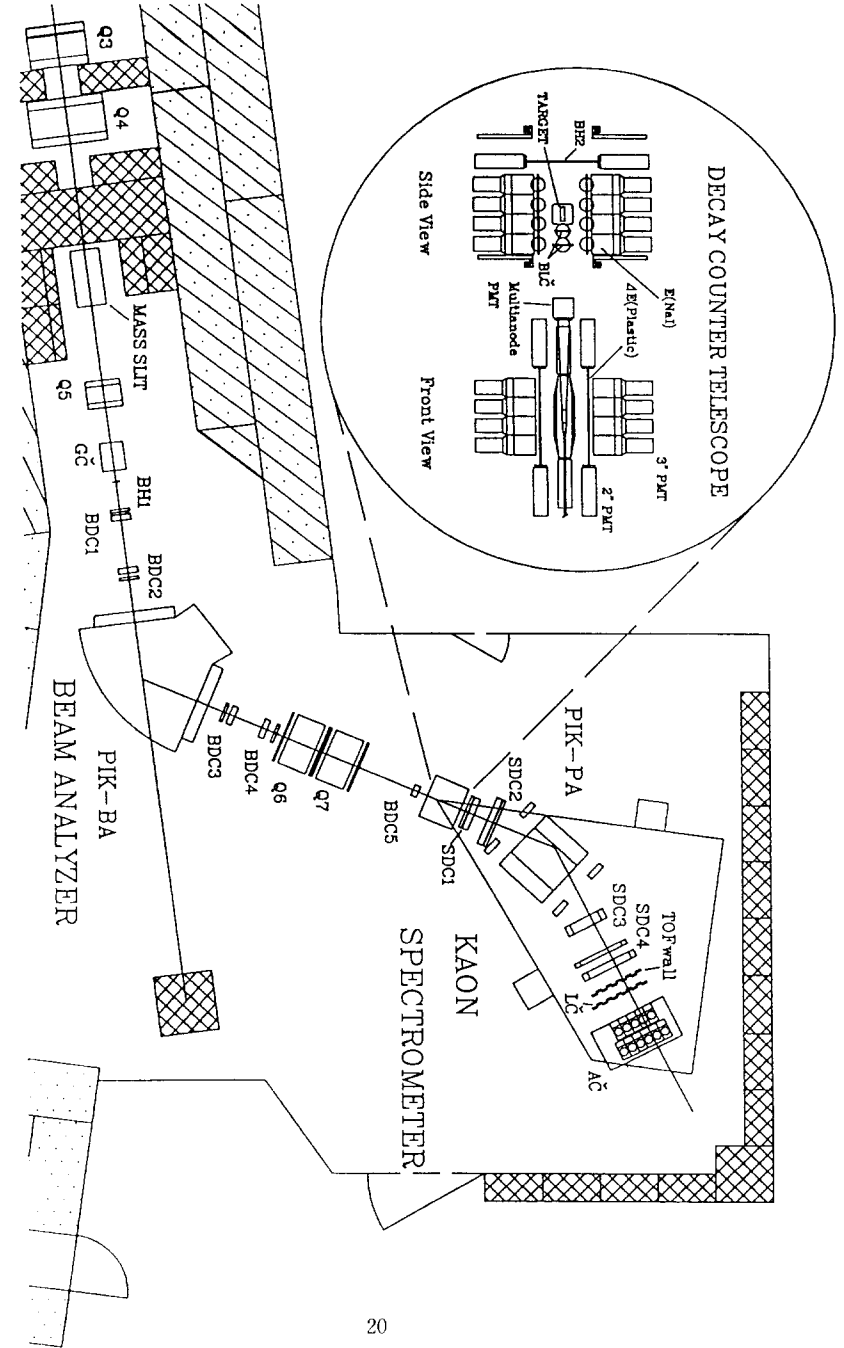 DECAY COUNTER TELESCOPE
TARGET
BH2
BLČ
E(NaI)
Side View
ΔE(Plastic)
Multianode
PMT
3" PMT
2" PMT
Front View
Q3
Q4
MASS SLIT
Q5
GČ
BH1
BDC1
BDC2
PIK-BA
BEAM ANALYZER
BDC3
BDC4
Q6
Q7
BDC5
SDC1
SDC2
PIK-PA
SDC3
SDC4
TOFwall
LČ
AČ
KAON
SPECTROMETER
20